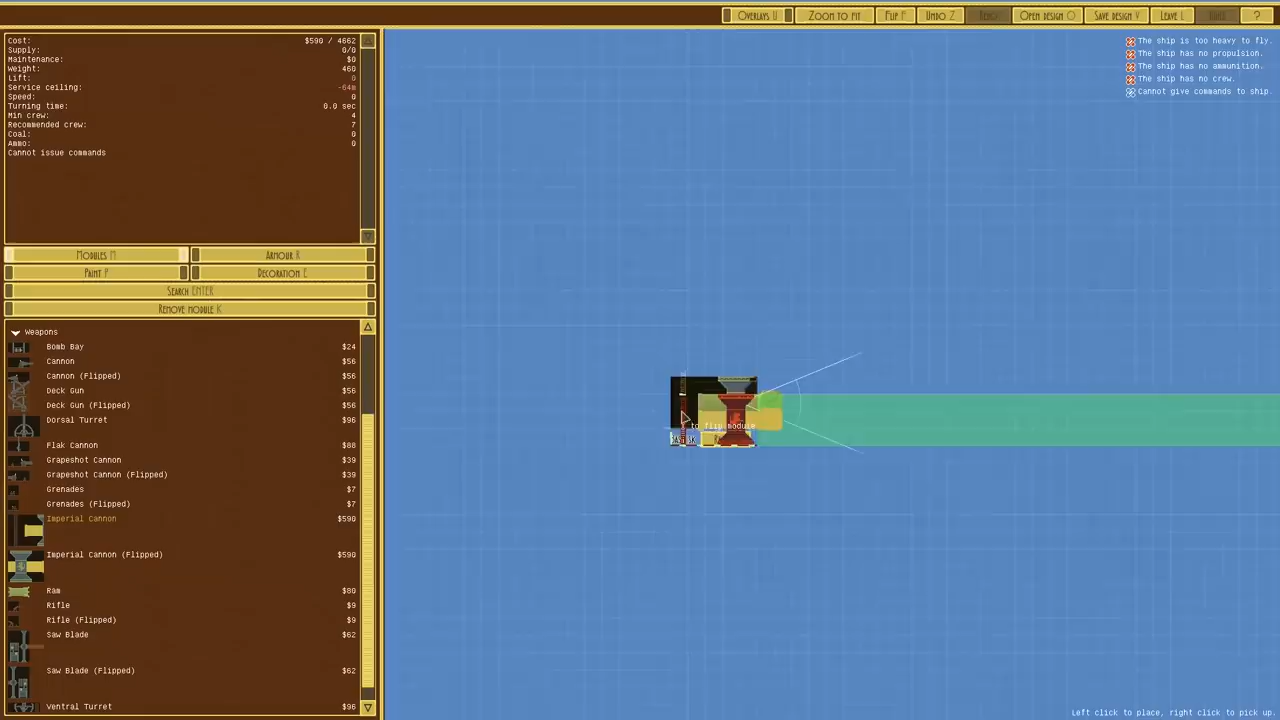 Overlays U
Zoom to fit
Flip F
Undo Z
Redo
Open design O
Save design V
Leave L
Build
?
Cost: $590 / 4662
Supply: 0/0
Maintenance: $0
Weight: 460
Lift: 0
Service ceiling: -64m
Speed: 0
Turning time: 0.0 sec
Min crew: 4
Recommended crew: 7
Coal: 0
Ammo: 0
Cannot issue commands
The ship is too heavy to fly.
The ship has no propulsion.
The ship has no ammunition.
The ship has no crew.
Cannot give commands to ship.
Modules M
Armour R
Paint P
Decoration C
Search ENTER
Remove module K
Weapons
Bomb Bay $24
Cannon $56
Cannon (Flipped) $56
Deck Gun $56
Deck Gun (Flipped) $56
Dorsal Turret $96
Flak Cannon $88
Grapeshot Cannon $39
Grapeshot Cannon (Flipped) $39
Grenades $7
Grenades (Flipped) $7
Imperial Cannon $590
Imperial Cannon (Flipped) $590
Ram $80
Rifle $9
Rifle (Flipped) $9
Saw Blade $62
Saw Blade (Flipped) $62
Ventral Turret $96
to flip module
Left click to place, right click to pick up.